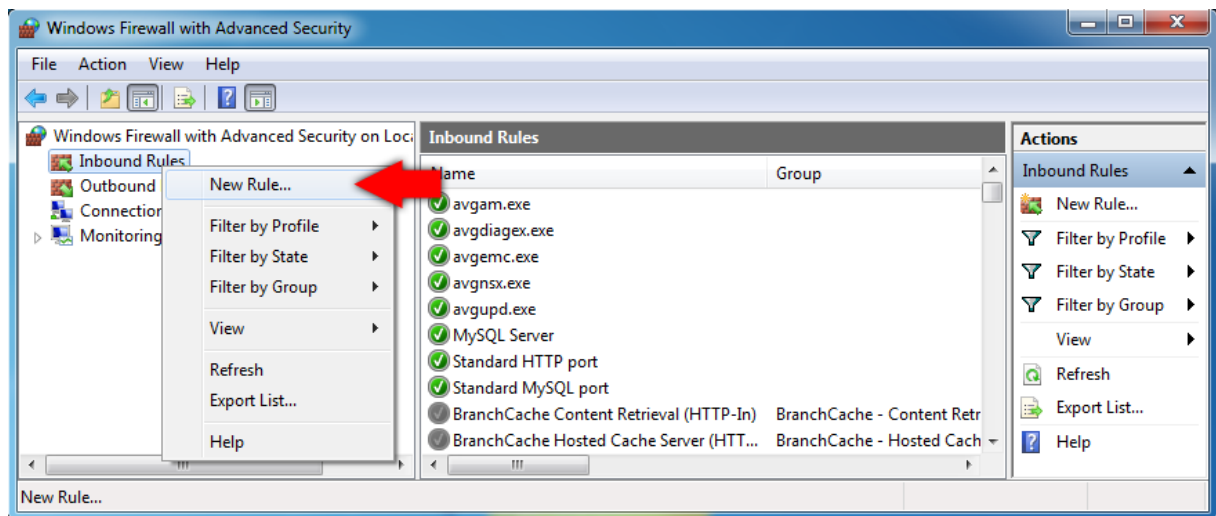 Windows Firewall with Advanced Security
File Action View Help
Windows Firewall with Advanced Security on Loc
Inbound Rules
Outbound
Connection
Monitoring
New Rule...
Filter by Profile
Filter by State
Filter by Group
View
Refresh
Export List...
Help
Inbound Rules
Name Group
avgam.exe
avgdiagex.exe
avgemc.exe
avgnsx.exe
avgupd.exe
MySQL Server
Standard HTTP port
Standard MySQL port
BranchCache Content Retrieval (HTTP-In) BranchCache - Content Retr
BranchCache Hosted Cache Server (HTT... BranchCache - Hosted Cach
Actions
Inbound Rules
New Rule...
Filter by Profile
Filter by State
Filter by Group
View
Refresh
Export List...
Help
New Rule...